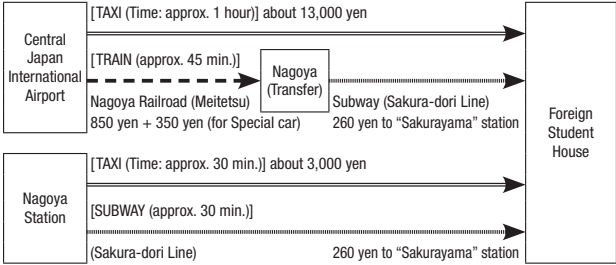 Central
Japan
International
Airport
[TAXI (Time: approx. 1 hour)] about 13,000 yen
[TRAIN (approx. 45 min.)]
Nagoya
(Transfer)
Nagoya Railroad (Meitetsu)
850 yen + 350 yen (for Special car)
Subway (Sakura-dori Line)
260 yen to “Sakurayama” station
Foreign
Student
House
Nagoya
Station
[TAXI (Time: approx. 30 min.)] about 3,000 yen
[SUBWAY (approx. 30 min.)]
(Sakura-dori Line)
260 yen to “Sakurayama” station